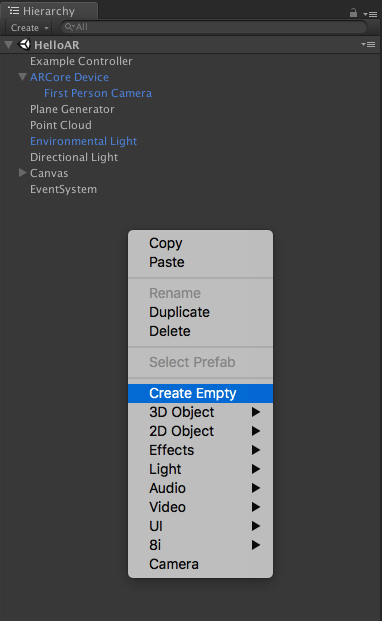 Hierarchy
Create
All
HelloAR
Example Controller
ARCore Device
First Person Camera
Plane Generator
Point Cloud
Environmental Light
Directional Light
Canvas
EventSystem
Copy
Paste
Rename
Duplicate
Delete
Select Prefab
Create Empty
3D Object
2D Object
Effects
Light
Audio
Video
UI
8i
Camera